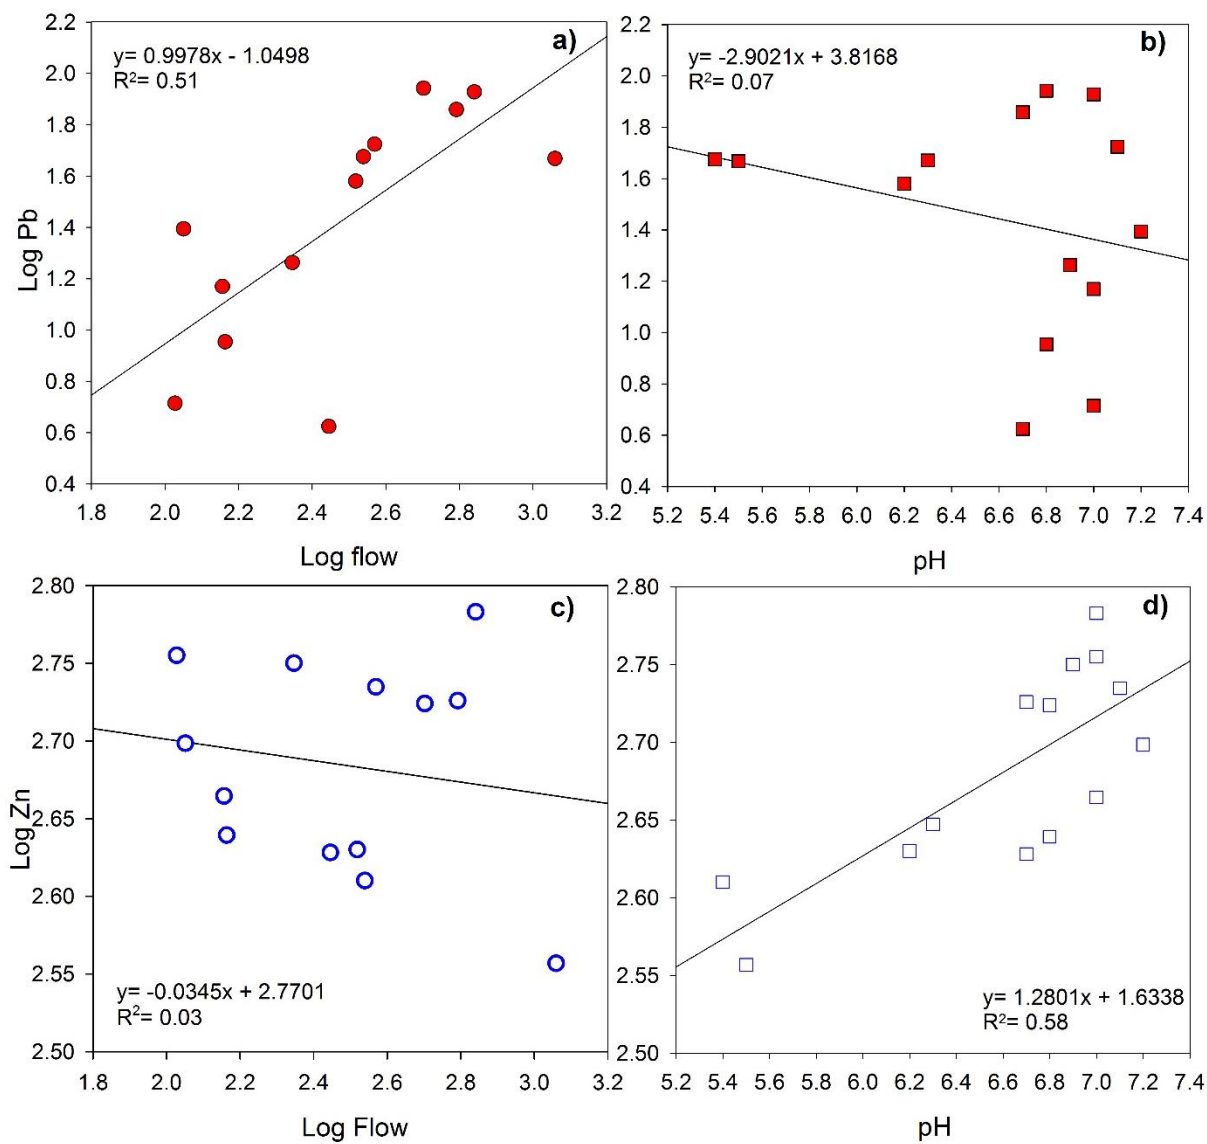 a)
y= 0.9978x - 1.0498
R²= 0.51
2.2
2.0
1.8
1.6
1.4
1.2
1.0
0.8
0.6
0.4
Log Pb
1.8 2.0 2.2 2.4 2.6 2.8 3.0 3.2
Log flow
b)
y= -2.9021x + 3.8168
R²= 0.07
2.2
2.0
1.8
1.6
1.4
1.2
1.0
0.8
0.6
0.4
5.2 5.4 5.6 5.8 6.0 6.2 6.4 6.6 6.8 7.0 7.2 7.4
pH
c)
2.80
2.75
2.70
2.65
2.60
2.55
2.50
Log Zn
y= -0.0345x + 2.7701
R²= 0.03
1.8 2.0 2.2 2.4 2.6 2.8 3.0 3.2
Log Flow
d)
2.80
2.75
2.70
2.65
2.60
2.55
2.50
y= 1.2801x + 1.6338
R²= 0.58
5.2 5.4 5.6 5.8 6.0 6.2 6.4 6.6 6.8 7.0 7.2 7.4
pH